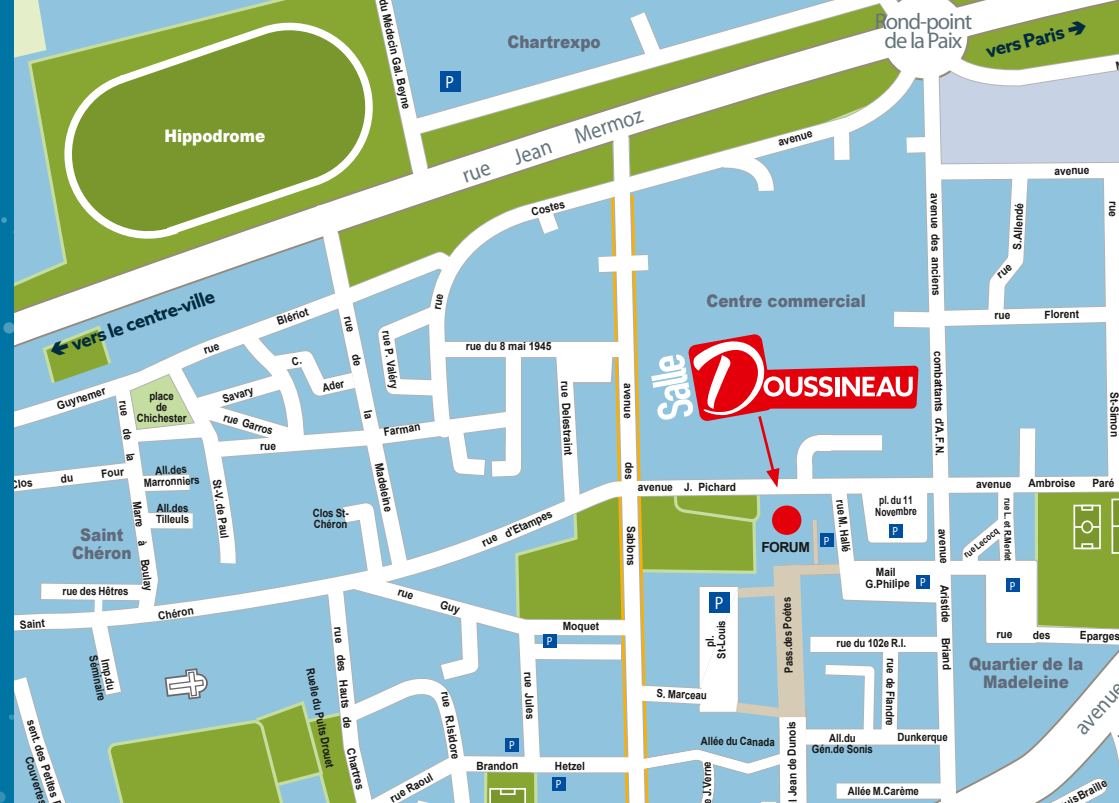 Rond-point
de la Paix
vers Paris
Chartrexpo
du Médecin Gal. Beyne
P
Hippodrome
rue Jean Mermoz
avenue
avenue
Costes
rue
avenue des anciens
combattants d'A.F.N.
rue
S.Allendé
rue
St-Simon
Centre commercial
rue Florent
vers le centre-ville
Blériot
rue
Guynemer
rue de la
Madeleine
rue P. Valéry
rue du 8 mai 1945
C.
Ader
Savary
place
de
Chichester
rue Garros
Farman
rue
rue Delestraint
avenue des
Sablons
Salle
DOUSSINEAU
rue de la
Marre à
Boulay
du Four
All.des
Marronniers
All.des
Tilleuls
St-V. de Paul
Clos St-
Chéron
Saint
Chéron
rue d'Etampes
avenue J. Pichard
avenue Ambroise Paré
FORUM
P
rue M. Hallé
pl. du 11
Novembre
P
rue Lecocq
rue L. et R.Merlet
avenue
Aristide
Briand
Mail
G.Philipe
P
P
rue des Hêtres
Saint Chéron
rue Guy
Moquet
P
P
pl.
St-Louis
Pass.des Poètes
rue du 102e R.I.
rue des Eparges
Quartier de la
Madeleine
Imp.du
Séminaire
Ruelle du Puits Drouet
rue des Hauts de
Chartres
rue R.Isidore
rue Jules
S. Marceau
rue de Flandre
avenue
sent. des Petites
Couvertes
P
Allée du Canada
All.du
Gén.de Sonis
Dunkerque
rue Raoul
Brandon
Hetzel
P
J.Verne
Jean de Dunois
Allée M.Carème
Braille